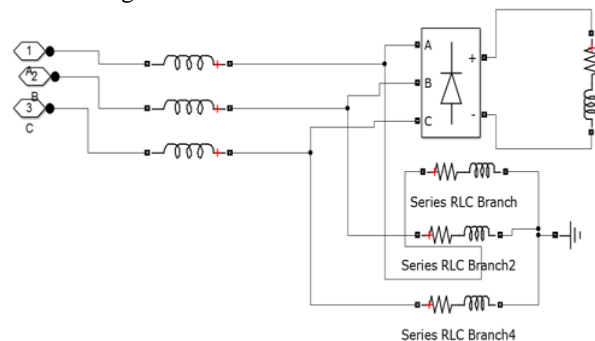 1
A
2
B
3
C
A
B
C
+
-
Series RLC Branch
Series RLC Branch2
Series RLC Branch4